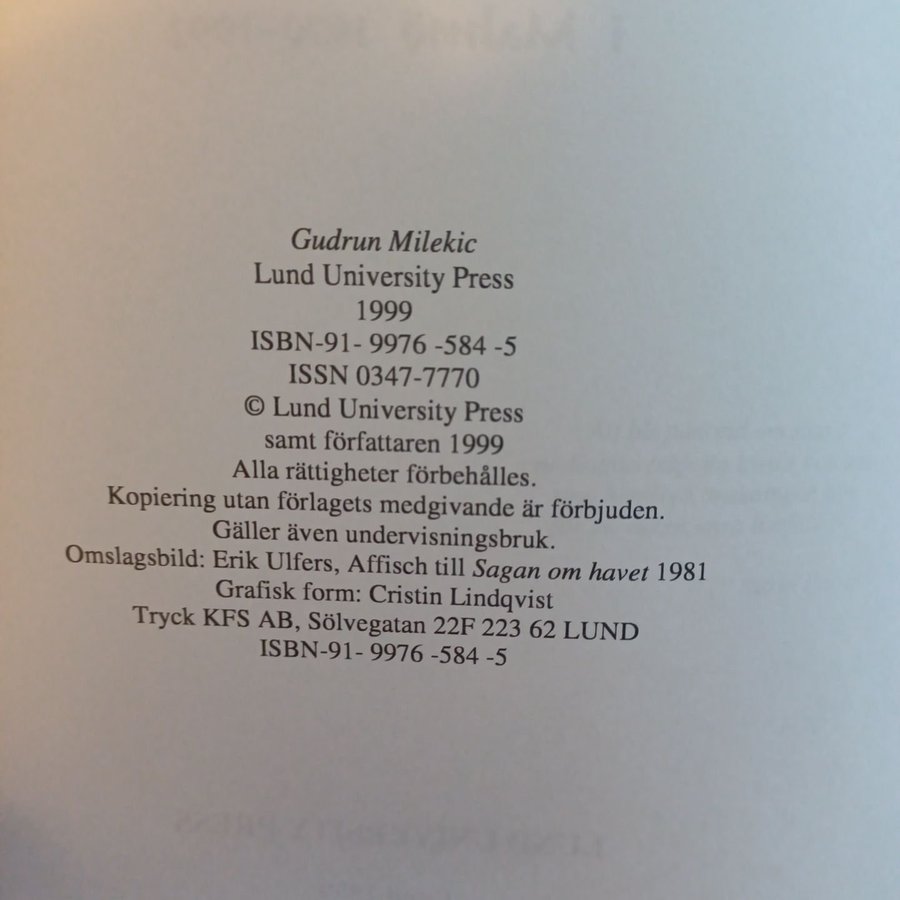 Gudrun Milekic
Lund University Press
1999
ISBN-91- 9976 -584 -5
ISSN 0347-7770
© Lund University Press
samt författaren 1999
Alla rättigheter förbehålles.
Kopiering utan förlagets medgivande är förbjuden.
Gäller även undervisningsbruk.
Omslagsbild: Erik Ulfers, Affisch till Sagan om havet 1981
Grafisk form: Cristin Lindqvist
Tryck KFS AB, Sölvegatan 22F 223 62 LUND
ISBN-91- 9976 -584 -5